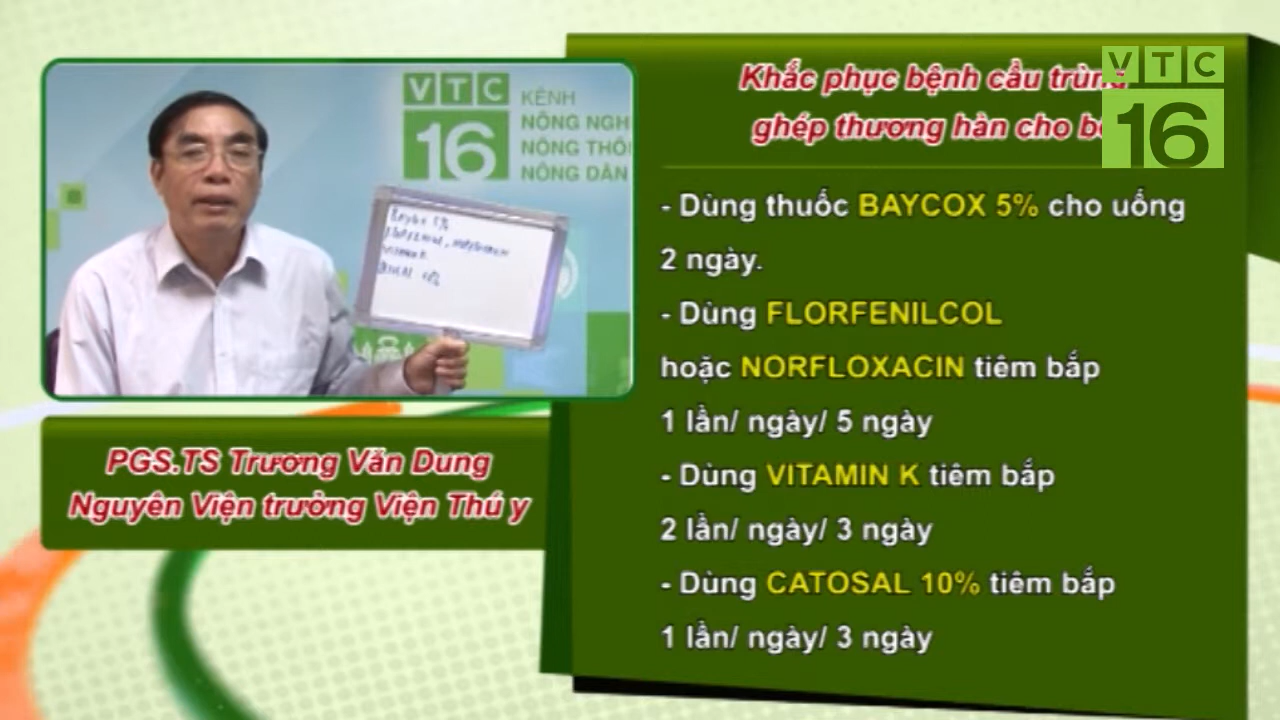 VTC
16
KÊNH
NÔNG NGH
NÔNG THÔN
NÔNG DÂN
PGS.TS Trương Văn Dung
Nguyên Viện trưởng Viện Thú y
VTC
16
Khắc phục bệnh cầu trùng
ghép thương hàn cho bê
- Dùng thuốc BAYCOX 5% cho uống
2 ngày.
- Dùng FLORFENILCOL
hoặc NORFLOXACIN tiêm bắp
1 lần/ ngày/ 5 ngày
- Dùng VITAMIN K tiêm bắp
2 lần/ ngày/ 3 ngày
- Dùng CATOSAL 10% tiêm bắp
1 lần/ ngày/ 3 ngày